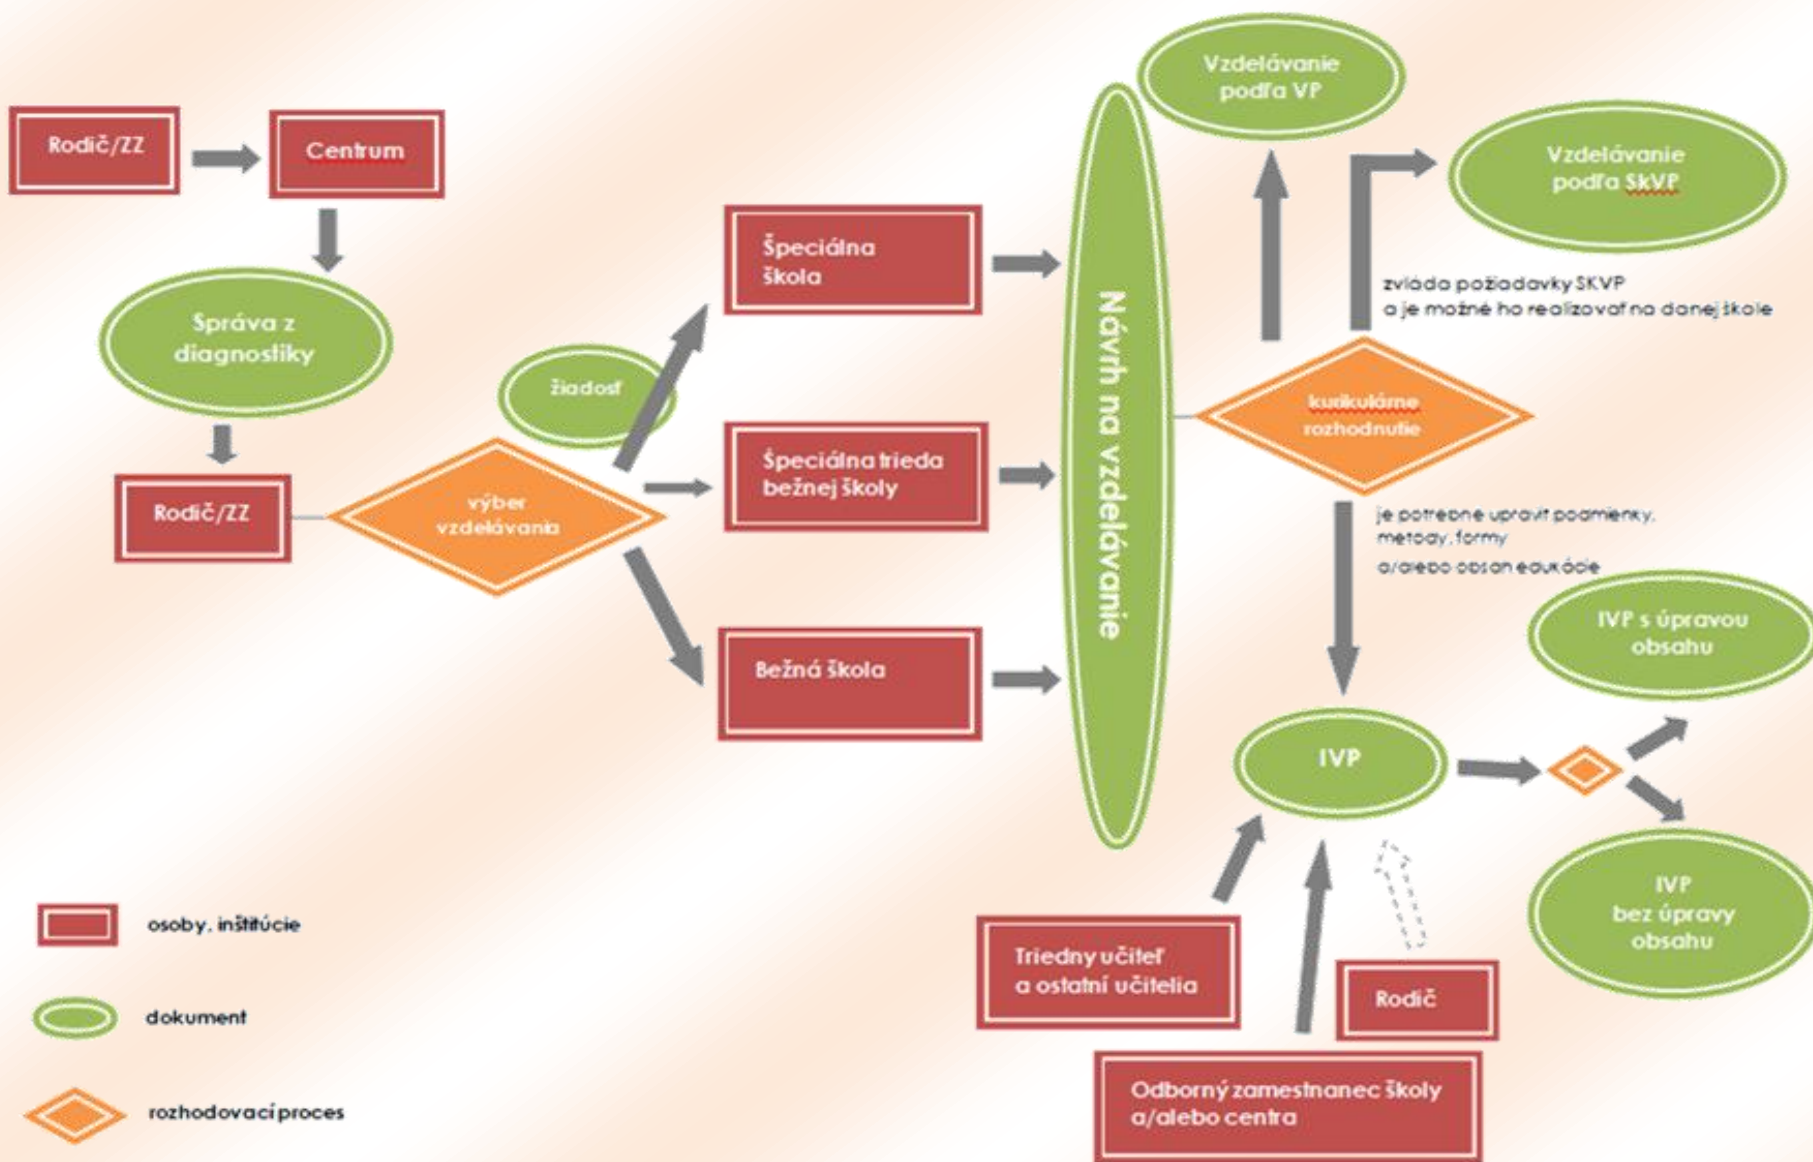 Rodič/ZZ
Centrum
Správa z
diagnostiky
Rodič/ZZ
výber
vzdelávania
žiadosť
Špeciálna
škola
Špeciálna trieda
bežnej školy
Bežná škola
Návrh na vzdelávanie
Vzdelávanie
podľa VP
Vzdelávanie
podľa SkVP
zvláda požiadavky SKVP
a je možné ho realizovať na danej škole
kurikulárne
rozhodnutie
je potrebne upraviť podmienky,
metody, formy
a/alebo obsah edukácie
IVP s úpravou
obsahu
IVP
IVP
bez úpravy
obsahu
Triedny učiteľ
a ostatní učitelia
Rodič
Odborný zamestnanec školy
a/alebo centra
osoby, inštitúcie
dokument
rozhodovací proces